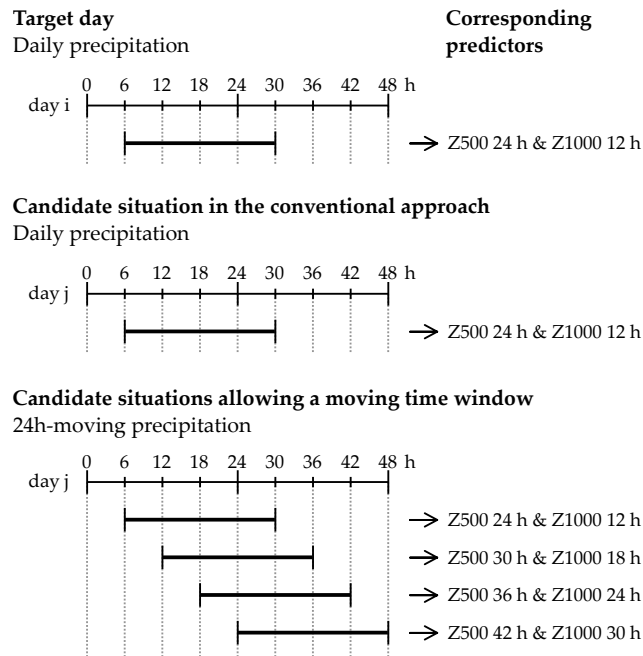 Target day
Daily precipitation
Corresponding
predictors
0 6 12 18 24 30 36 42 48 h
day i
Z500 24 h & Z1000 12 h
Candidate situation in the conventional approach
Daily precipitation
0 6 12 18 24 30 36 42 48 h
day j
Z500 24 h & Z1000 12 h
Candidate situations allowing a moving time window
24h-moving precipitation
0 6 12 18 24 30 36 42 48 h
day j
Z500 24 h & Z1000 12 h
Z500 30 h & Z1000 18 h
Z500 36 h & Z1000 24 h
Z500 42 h & Z1000 30 h